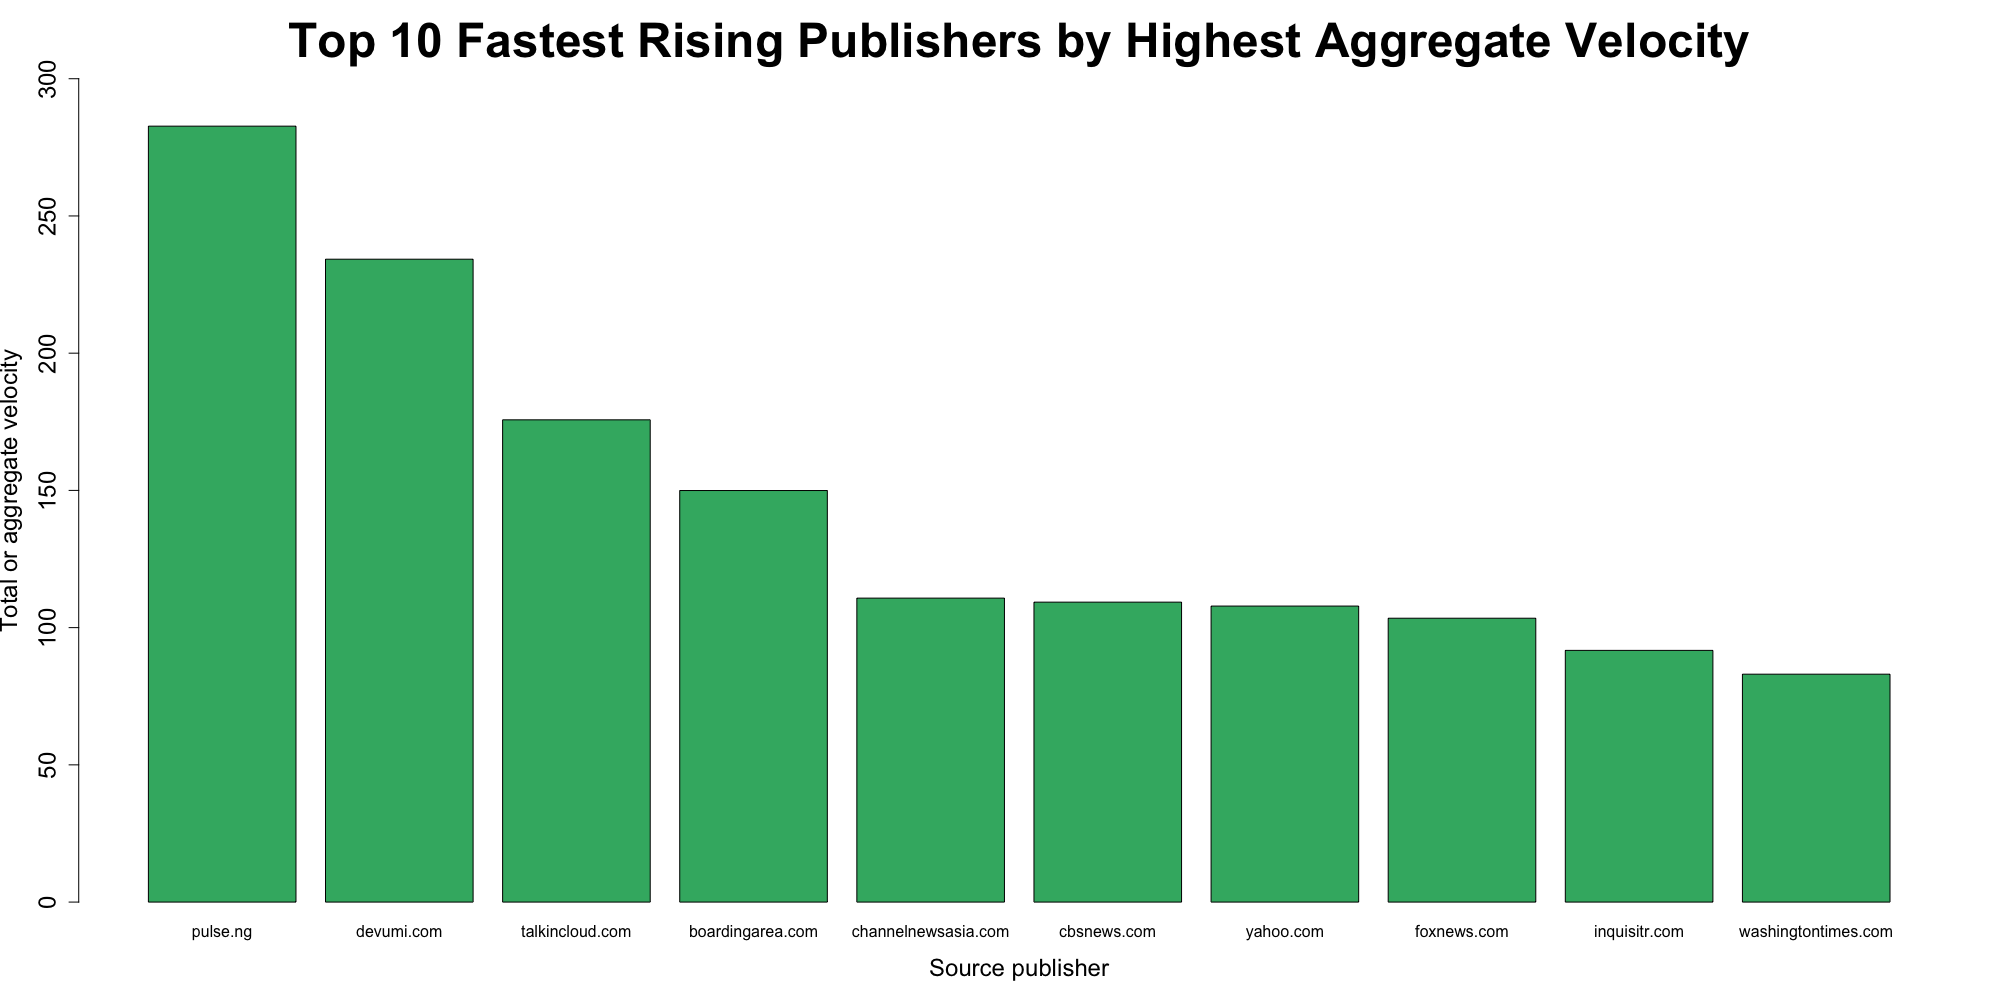 Top 10 Fastest Rising Publishers by Highest Aggregate Velocity
Total or aggregate velocity
300
250
200
150
100
50
0
pulse.ng
devumi.com
talkincloud.com
boardingarea.com
channelnewsasia.com
cbsnews.com
yahoo.com
foxnews.com
inquisitr.com
washingtontimes.com
Source publisher